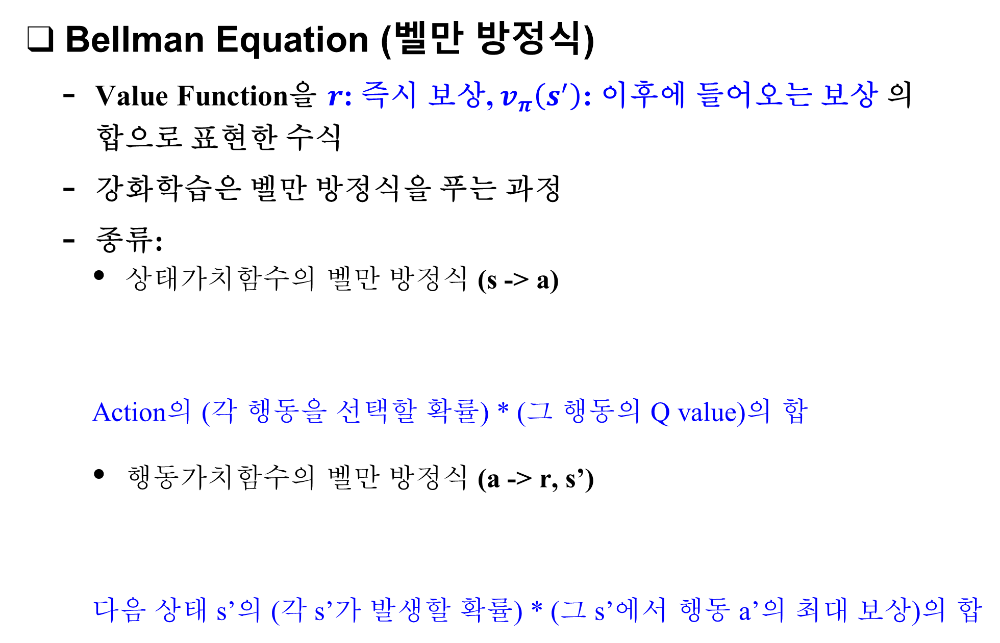 ❑ Bellman Equation (벨만 방정식)
- Value Function을 r: 즉시 보상, vπ(s′): 이후에 들어오는 보상 의
합으로 표현한 수식
- 강화학습은 벨만 방정식을 푸는 과정
- 종류:
• 상태가치함수의 벨만 방정식 (s -> a)
Action의 (각 행동을 선택할 확률) * (그 행동의 Q value)의 합
• 행동가치함수의 벨만 방정식 (a -> r, s’)
다음 상태 s’의 (각 s’가 발생할 확률) * (그 s’에서 행동 a’의 최대 보상)의 합